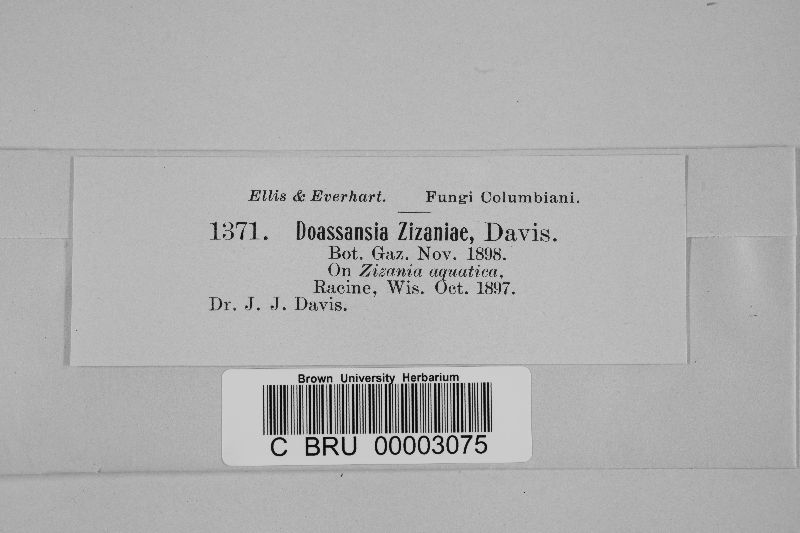 Ellis & Everhart. Fungi Columbiani.
1371. Doassansia Zizaniae, Davis.
Bot. Gaz. Nov. 1898.
On Zizania aquatica,
Racine, Wis. Oct. 1897.
Dr. J. J. Davis.
Brown University Herbarium
C BRU 00003075